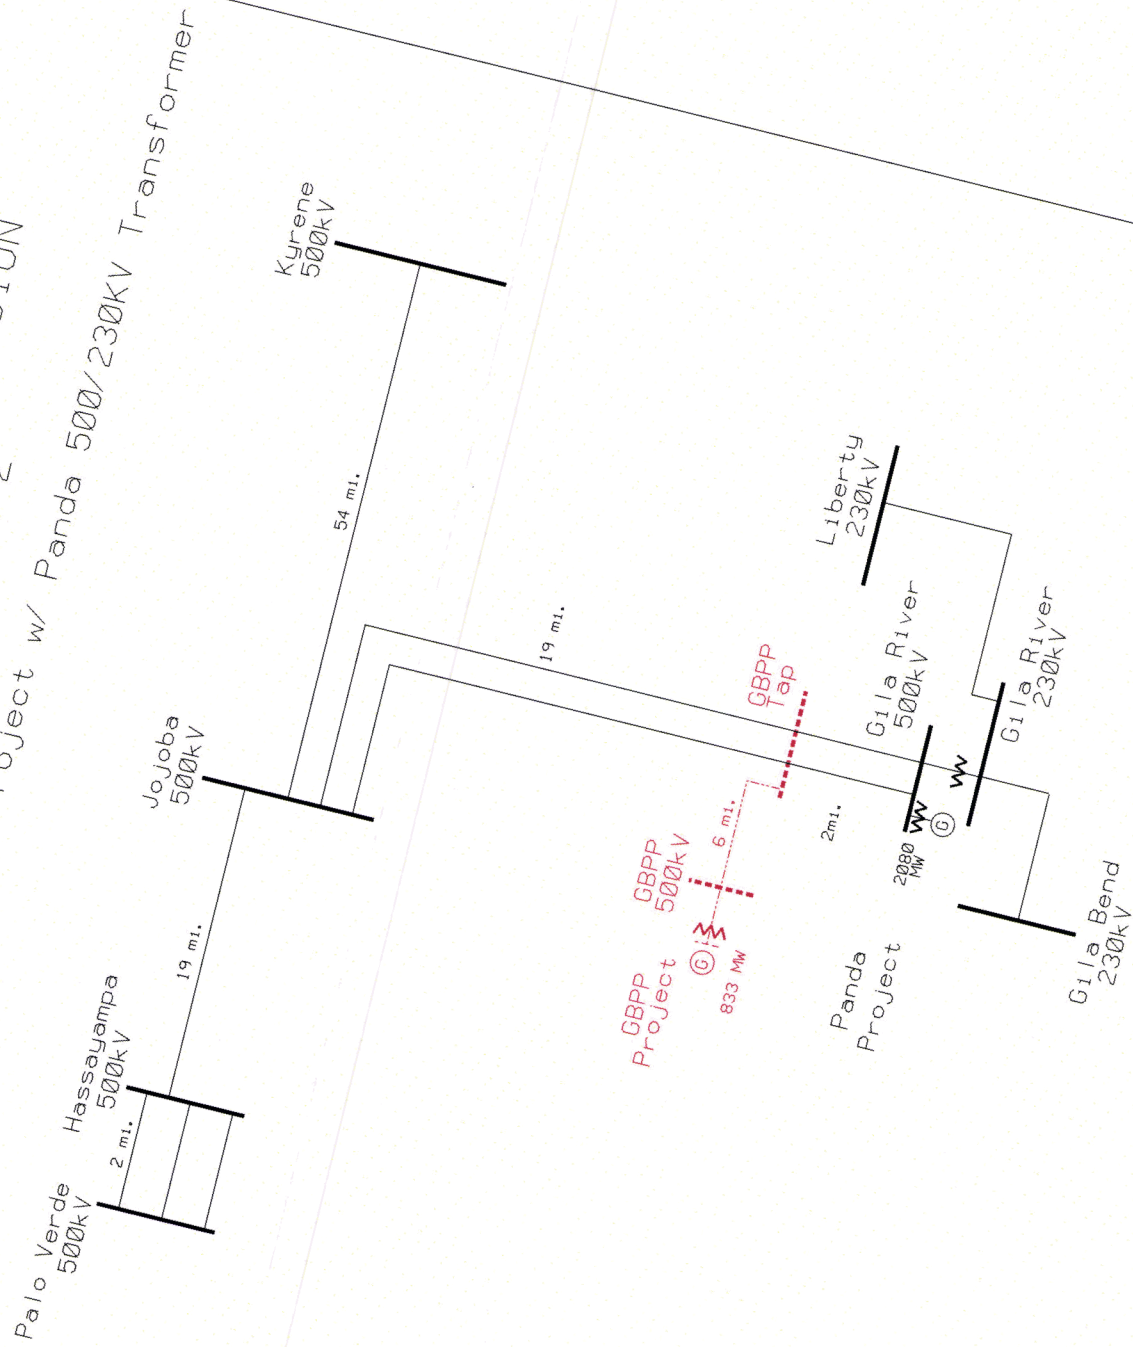 w/ Panda 500/230KV Transformer
Kyrene
500kV
54 mi.
Liberty
230kV
19 mi.
GBPP
Tap
Gila River
500kV
Gila River
230kV
Jojoba
500kV
6 mi.
2mi.
GBPP
500kV
G
2080
MW
Gila Bend
230kV
19 mi.
G
833 MW
GBPP
Project
Panda
Project
Hassayampa
500kV
2 mi.
Palo Verde
500kV